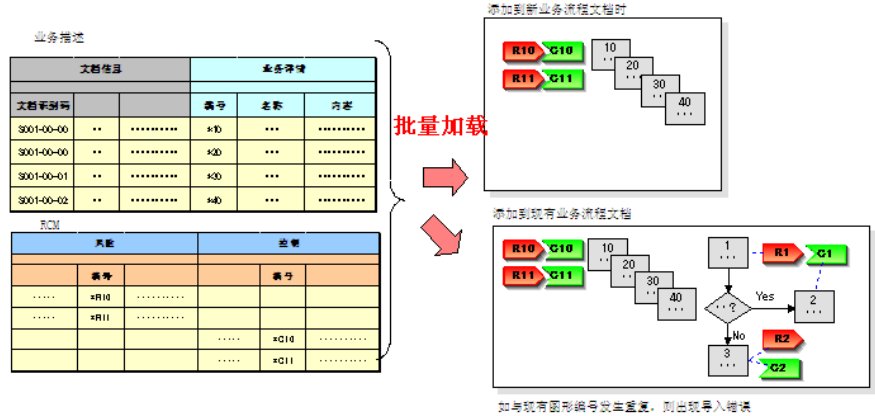 业务描述
文档信息 业务详情
文档识别码 编号 名称 内容
S001-00-00 ·· ·········· *10 ··· ··········
S001-00-00 ·· ·········· *20 ··· ··········
S001-00-01 ·· ·········· *30 ··· ··········
S001-00-02 ·· ·········· *40 ··· ··········
RCM
风险 控制
编号 编号
····· *R10 ··········
····· *R11 ··········
····· *C10 ··········
····· *C11 ··········
批量加载
添加到新业务流程文档时
R10 C10 10 ···
R11 C11 20 ···
30 ···
40 ···
添加到现有业务流程文档
R10 C10 10 ··· 1 ··· R1 C1
R11 C11 20 ···
30 ···
40 ··· ··? Yes 2 ···
No R2
3 ··· C2
如与现有图形编号发生重复，则出现导入错误